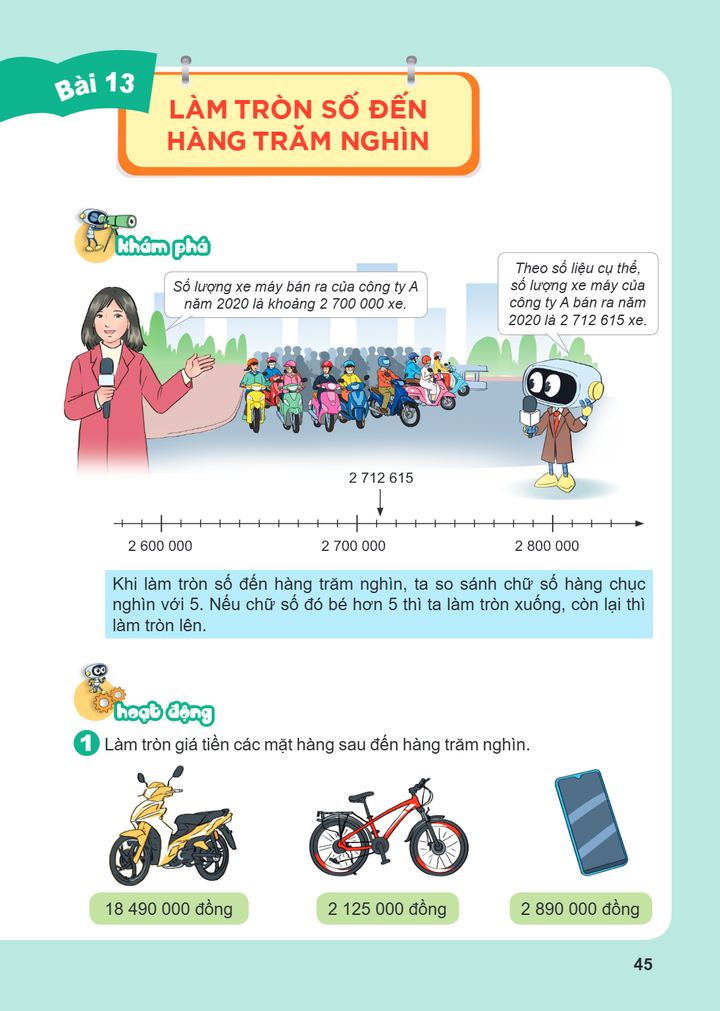 Bài 13
LÀM TRÒN SỐ ĐẾN
HÀNG TRĂM NGHÌN
khám phá
Số lượng xe máy bán ra của công ty A
năm 2020 là khoảng 2 700 000 xe.
Theo số liệu cụ thể,
số lượng xe máy của
công ty A bán ra năm
2020 là 2 712 615 xe.
2 712 615
2 600 000 2 700 000 2 800 000
Khi làm tròn số đến hàng trăm nghìn, ta so sánh chữ số hàng chục
nghìn với 5. Nếu chữ số đó bé hơn 5 thì ta làm tròn xuống, còn lại thì
làm tròn lên.
hoạt động
1 Làm tròn giá tiền các mặt hàng sau đến hàng trăm nghìn.
18 490 000 đồng 2 125 000 đồng 2 890 000 đồng
45